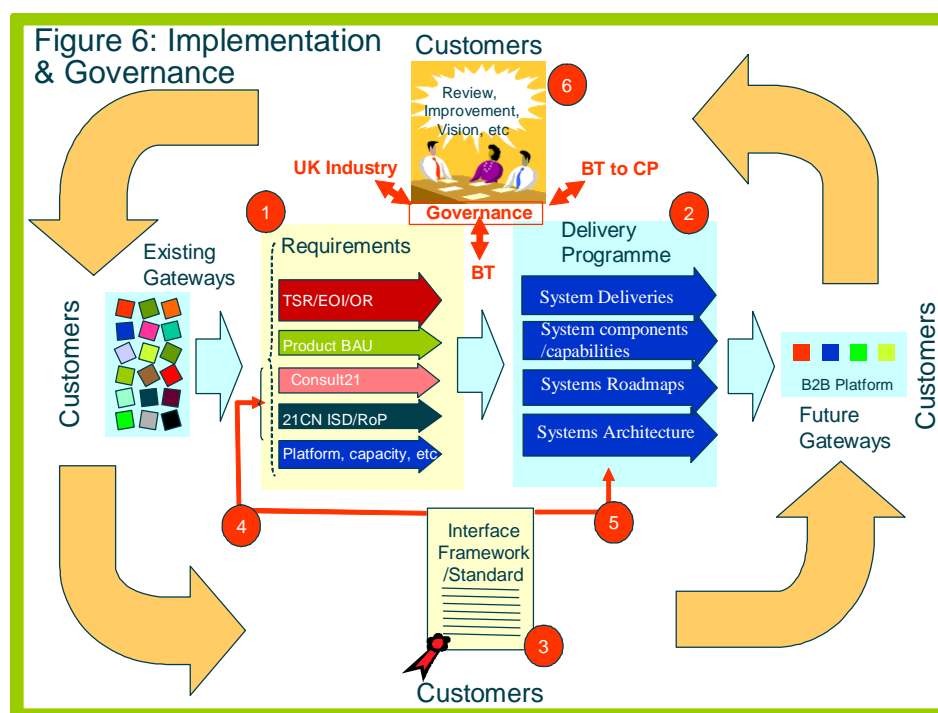 Figure 6: Implementation
& Governance
Customers
6
Review,
Improvement,
Vision, etc
UK Industry
BT to CP
Governance
BT
1
Requirements
2
Delivery
Programme
Existing
Gateways
Customers
TSR/EOI/OR
Product BAU
Consult21
21CN ISD/RoP
Platform, capacity, etc
System Deliveries
System components
/capabilities
Systems Roadmaps
Systems Architecture
B2B Platform
Future
Gateways
Customers
4
5
Interface
Framework
/Standard
3
Customers